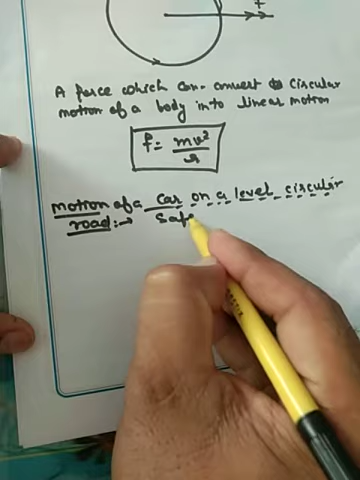 F
A force which can convert circular
motion of a body into linear motion
f = mv²/r
motion of a car on a level circular
road:→ Safe